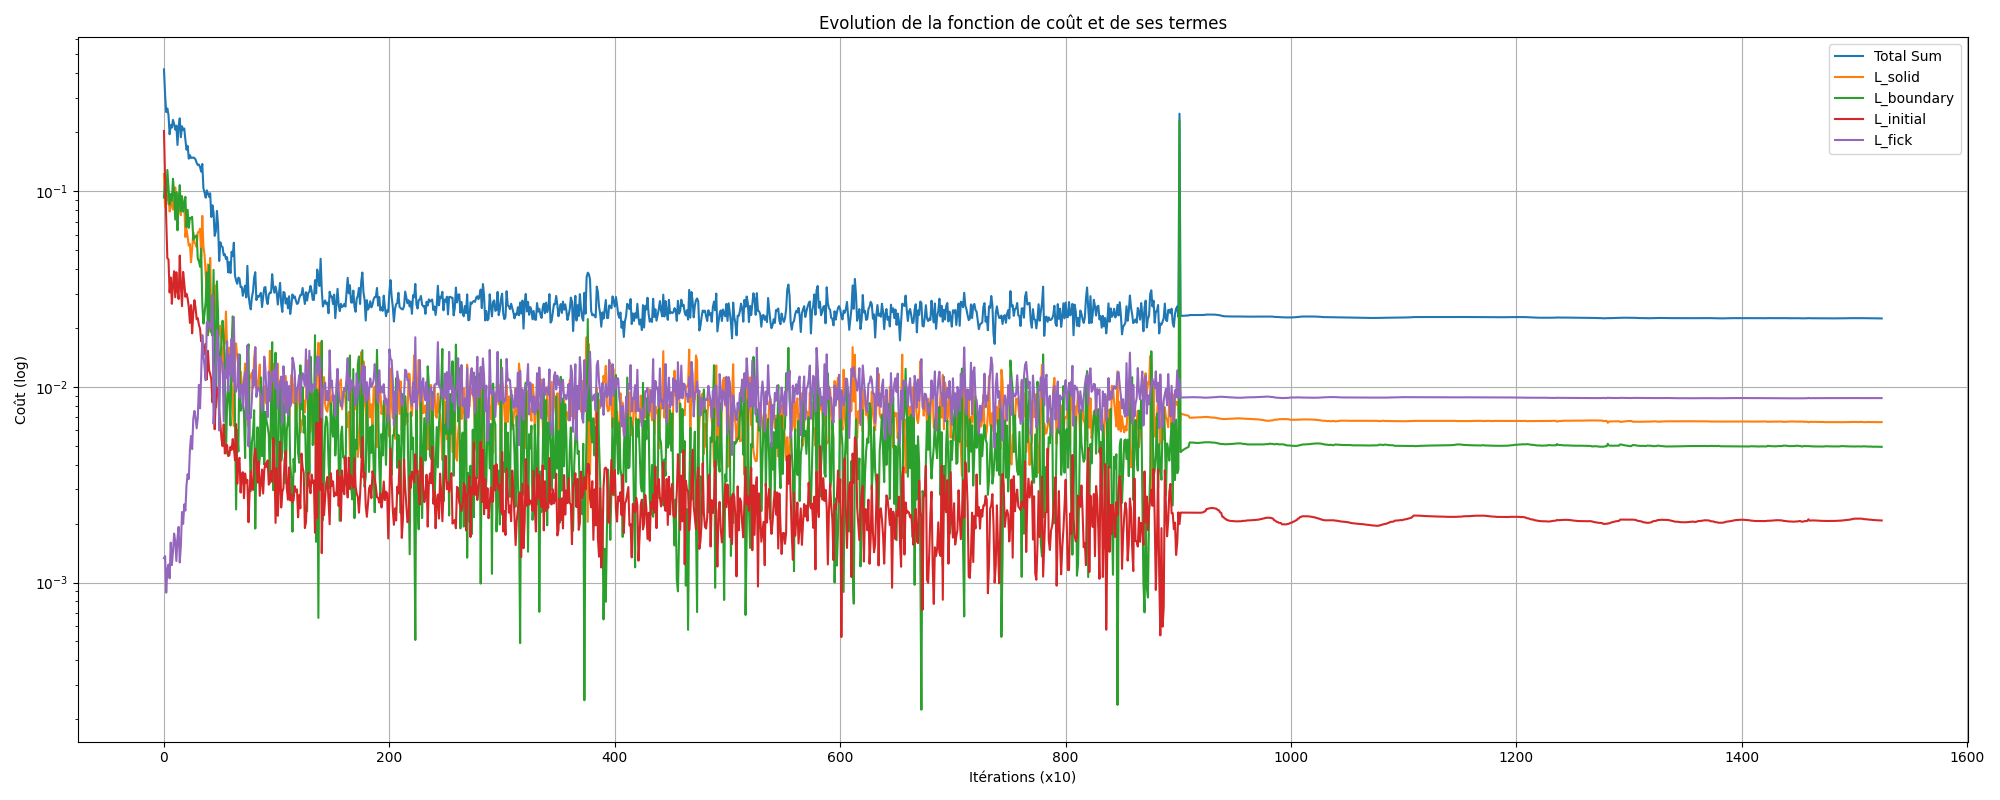 Evolution de la fonction de coût et de ses termes
Total Sum
L_solid
L_boundary
L_initial
L_fick
Coût (log)
10⁻¹
10⁻²
10⁻³
0 200 400 600 800 1000 1200 1400 1600
Itérations (x10)